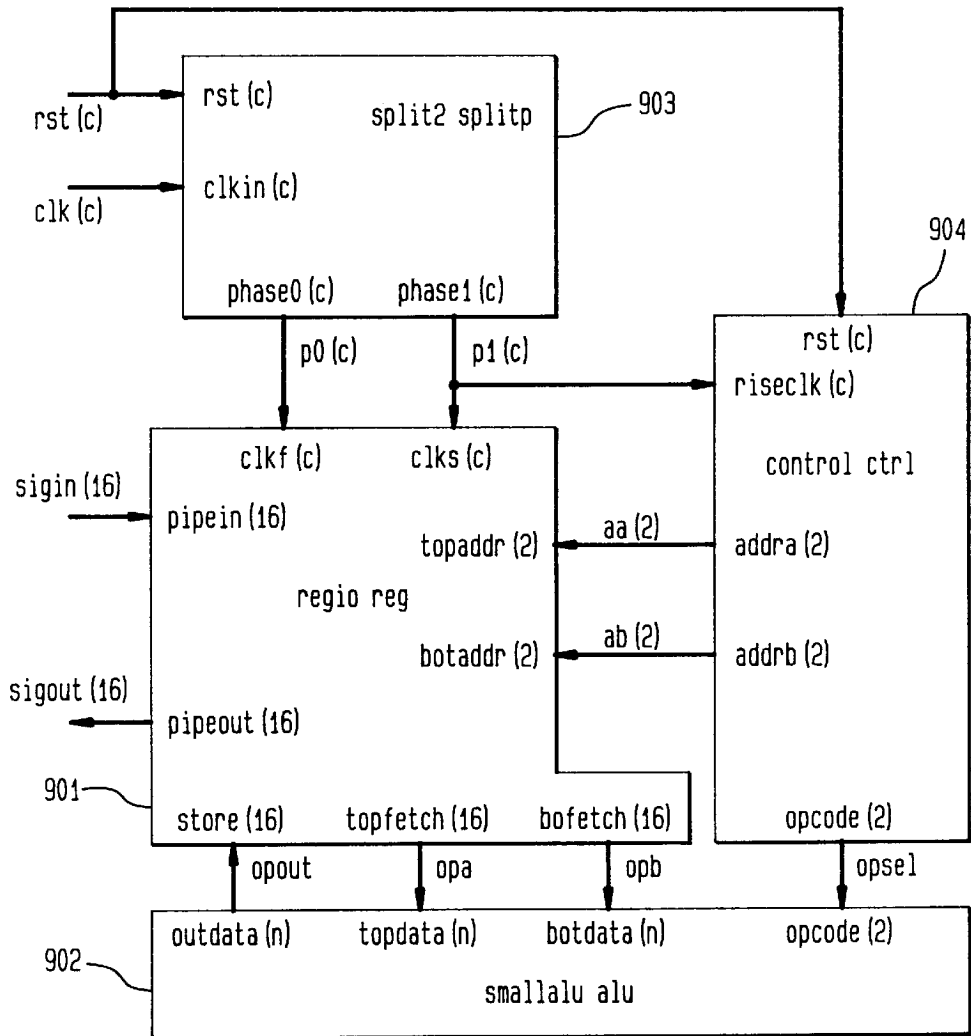 rst(c)
split2 splitp
903
rst(c)
clkin(c)
clk(c)
904
phase0(c) phase1(c)
p0(c) p1(c)
rst(c)
riseclk(c)
clkf(c) clks(c)
control ctrl
sigin(16)
pipein(16)
topaddr(2)
aa(2)
addra(2)
regio reg
botaddr(2)
ab(2)
addrb(2)
sigout(16)
pipeout(16)
901
store(16) topfetch(16) bofetch(16)
opcode(2)
opout opa opb opsel
outdata(n) topdata(n) botdata(n) opcode(2)
902
smallalu alu